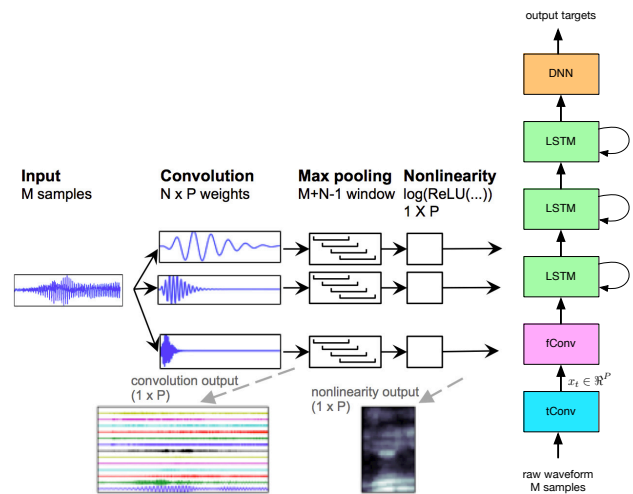 output targets
DNN
LSTM
LSTM
LSTM
fConv
x_t ∈ ℜ^P
tConv
raw waveform
M samples
Input
M samples
Convolution
N x P weights
Max pooling
M+N-1 window
Nonlinearity
log(ReLU(...))
1 X P
convolution output
(1 x P)
nonlinearity output
(1 x P)